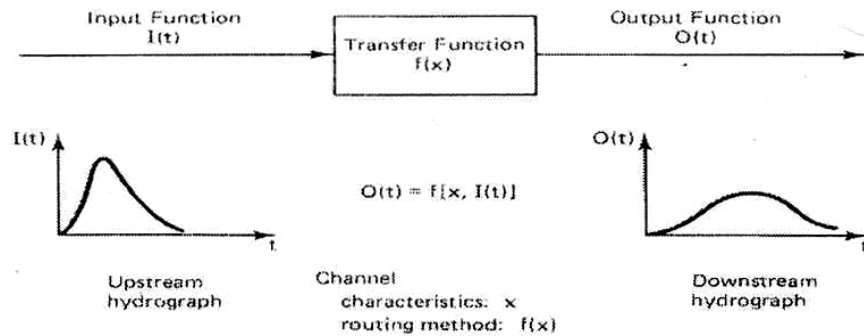 Input Function
I(t)
Transfer Function
f(x)
Output Function
O(t)
I(t)
t
O(t) = f[x, I(t)]
O(t)
t
Upstream
hydrograph
Channel
characteristics: x
routing method: f(x)
Downstream
hydrograph